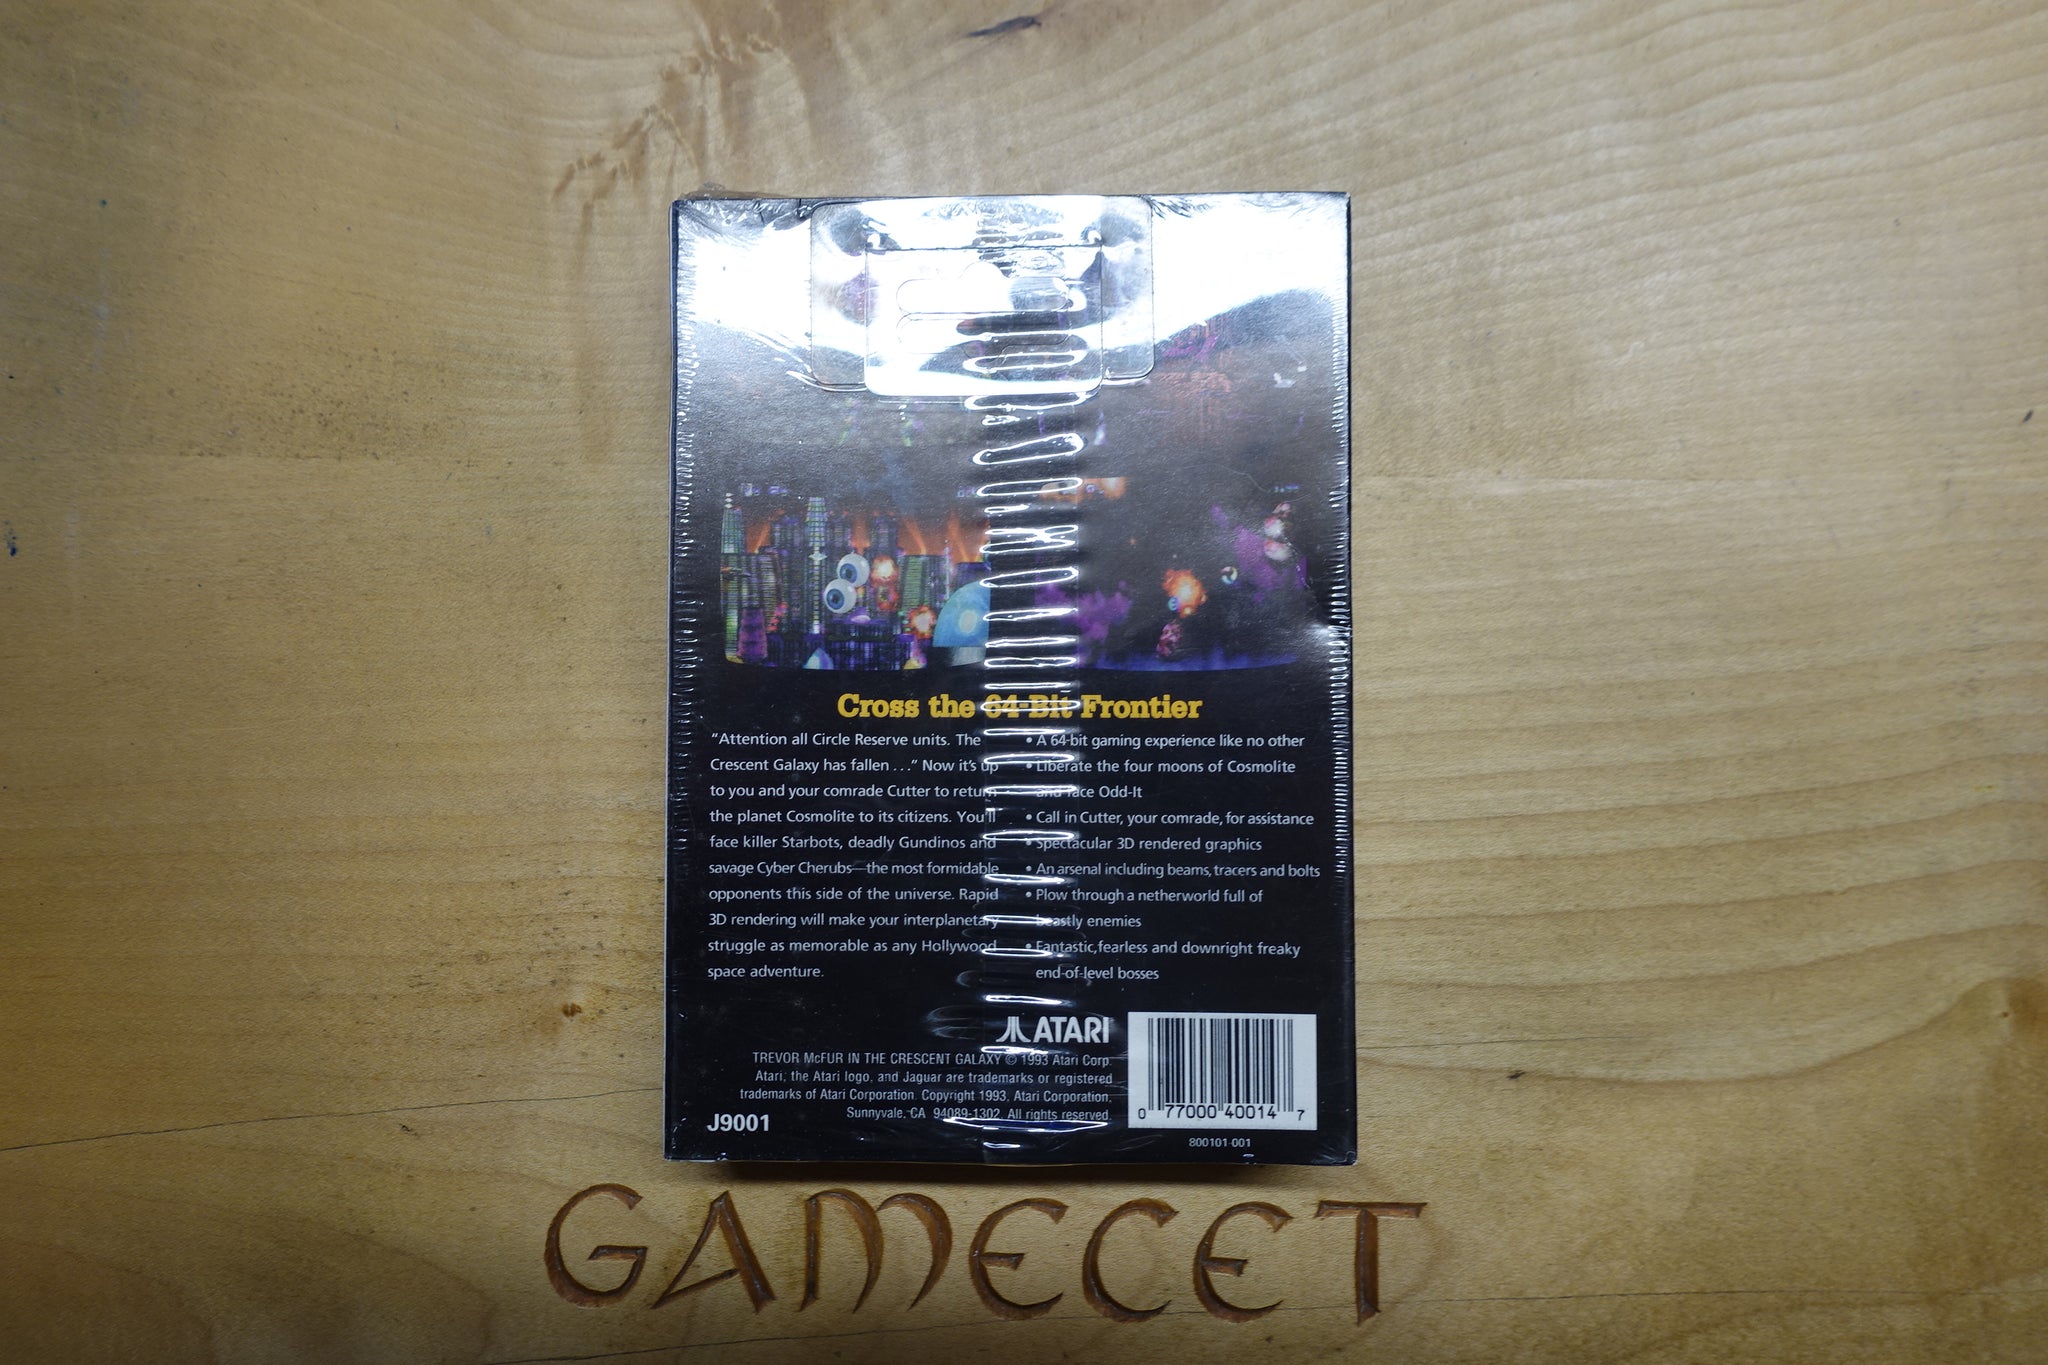 Cross the 64-Bit Frontier
"Attention all Circle Reserve units. The
Crescent Galaxy has fallen . . ." Now it's up
to you and your comrade Cutter to return
the planet Cosmolite to its citizens. You'll
face killer Starbots, deadly Gundinos and
savage Cyber Cherubs—the most formidable
opponents this side of the universe. Rapid
3D rendering will make your interplanetary
struggle as memorable as any Hollywood
space adventure.
• A 64-bit gaming experience like no other
• Liberate the four moons of Cosmolite
and face Odd-It
• Call in Cutter, your comrade, for assistance
• Spectacular 3D rendered graphics
• An arsenal including beams, tracers and bolts
• Plow through a netherworld full of
beastly enemies
• Fantastic, fearless and downright freaky
end-of-level bosses
ATARI
TREVOR McFUR IN THE CRESCENT GALAXY © 1993 Atari Corp.
Atari, the Atari logo, and Jaguar are trademarks or registered
trademarks of Atari Corporation. Copyright 1993, Atari Corporation,
Sunnyvale, CA 94089-1302. All rights reserved.
J9001
0 77000 40014 7
800101-001
GAMECET